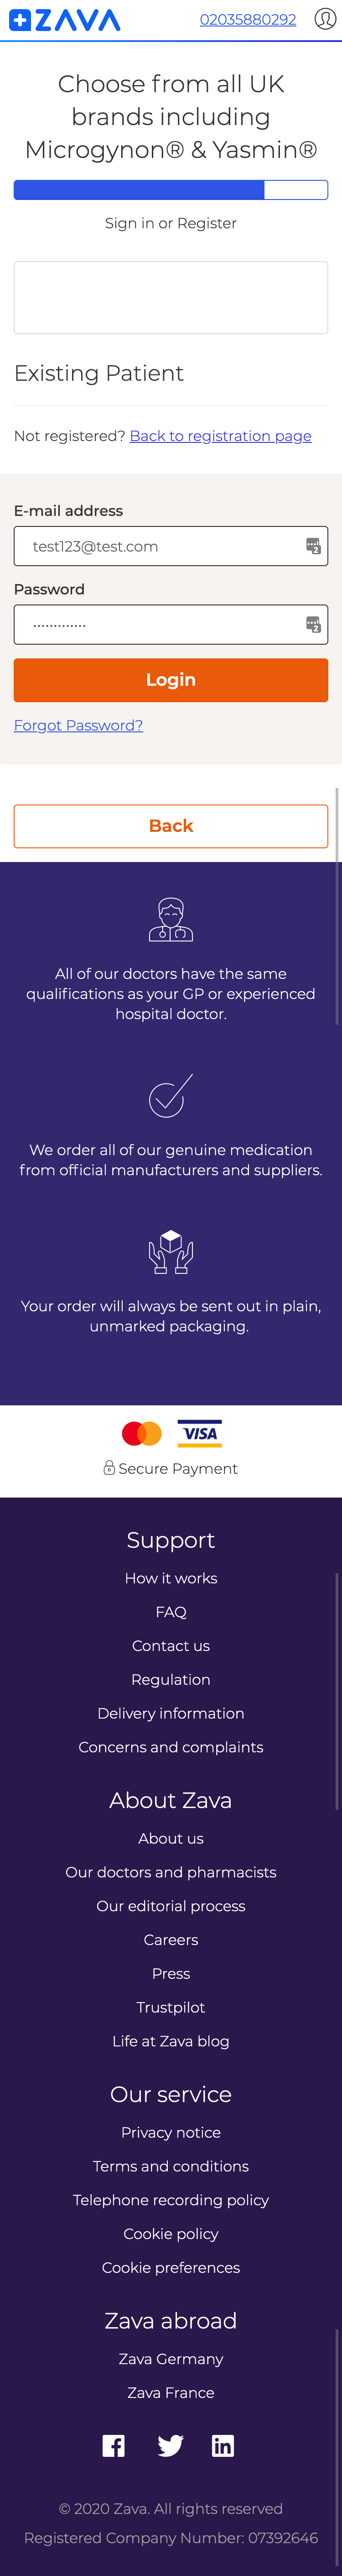 ZAVA
02035880292
Choose from all UK
brands including
Microgynon® & Yasmin®
Sign in or Register
Existing Patient
Not registered? Back to registration page
E-mail address
test123@test.com
2
Password
.............
2
Login
Forgot Password?
Back
All of our doctors have the same
qualifications as your GP or experienced
hospital doctor.
We order all of our genuine medication
from official manufacturers and suppliers.
Your order will always be sent out in plain,
unmarked packaging.
VISA
Secure Payment
Support
How it works
FAQ
Contact us
Regulation
Delivery information
Concerns and complaints
About Zava
About us
Our doctors and pharmacists
Our editorial process
Careers
Press
Trustpilot
Life at Zava blog
Our service
Privacy notice
Terms and conditions
Telephone recording policy
Cookie policy
Cookie preferences
Zava abroad
Zava Germany
Zava France
© 2020 Zava. All rights reserved
Registered Company Number: 07392646